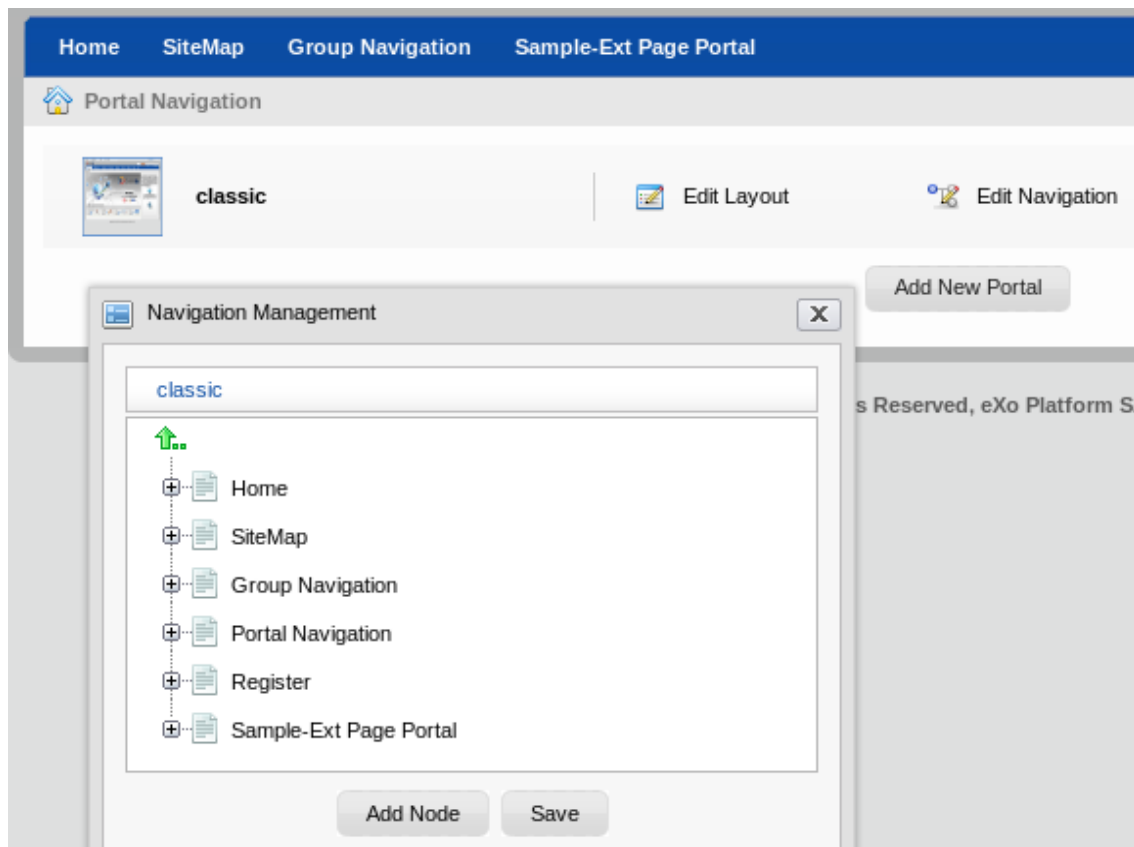 Home SiteMap Group Navigation Sample-Ext Page Portal
Portal Navigation
classic Edit Layout Edit Navigation
Add New Portal
Navigation Management
classic
s Reserved, eXo Platform
Home
SiteMap
Group Navigation
Portal Navigation
Register
Sample-Ext Page Portal
Add Node Save